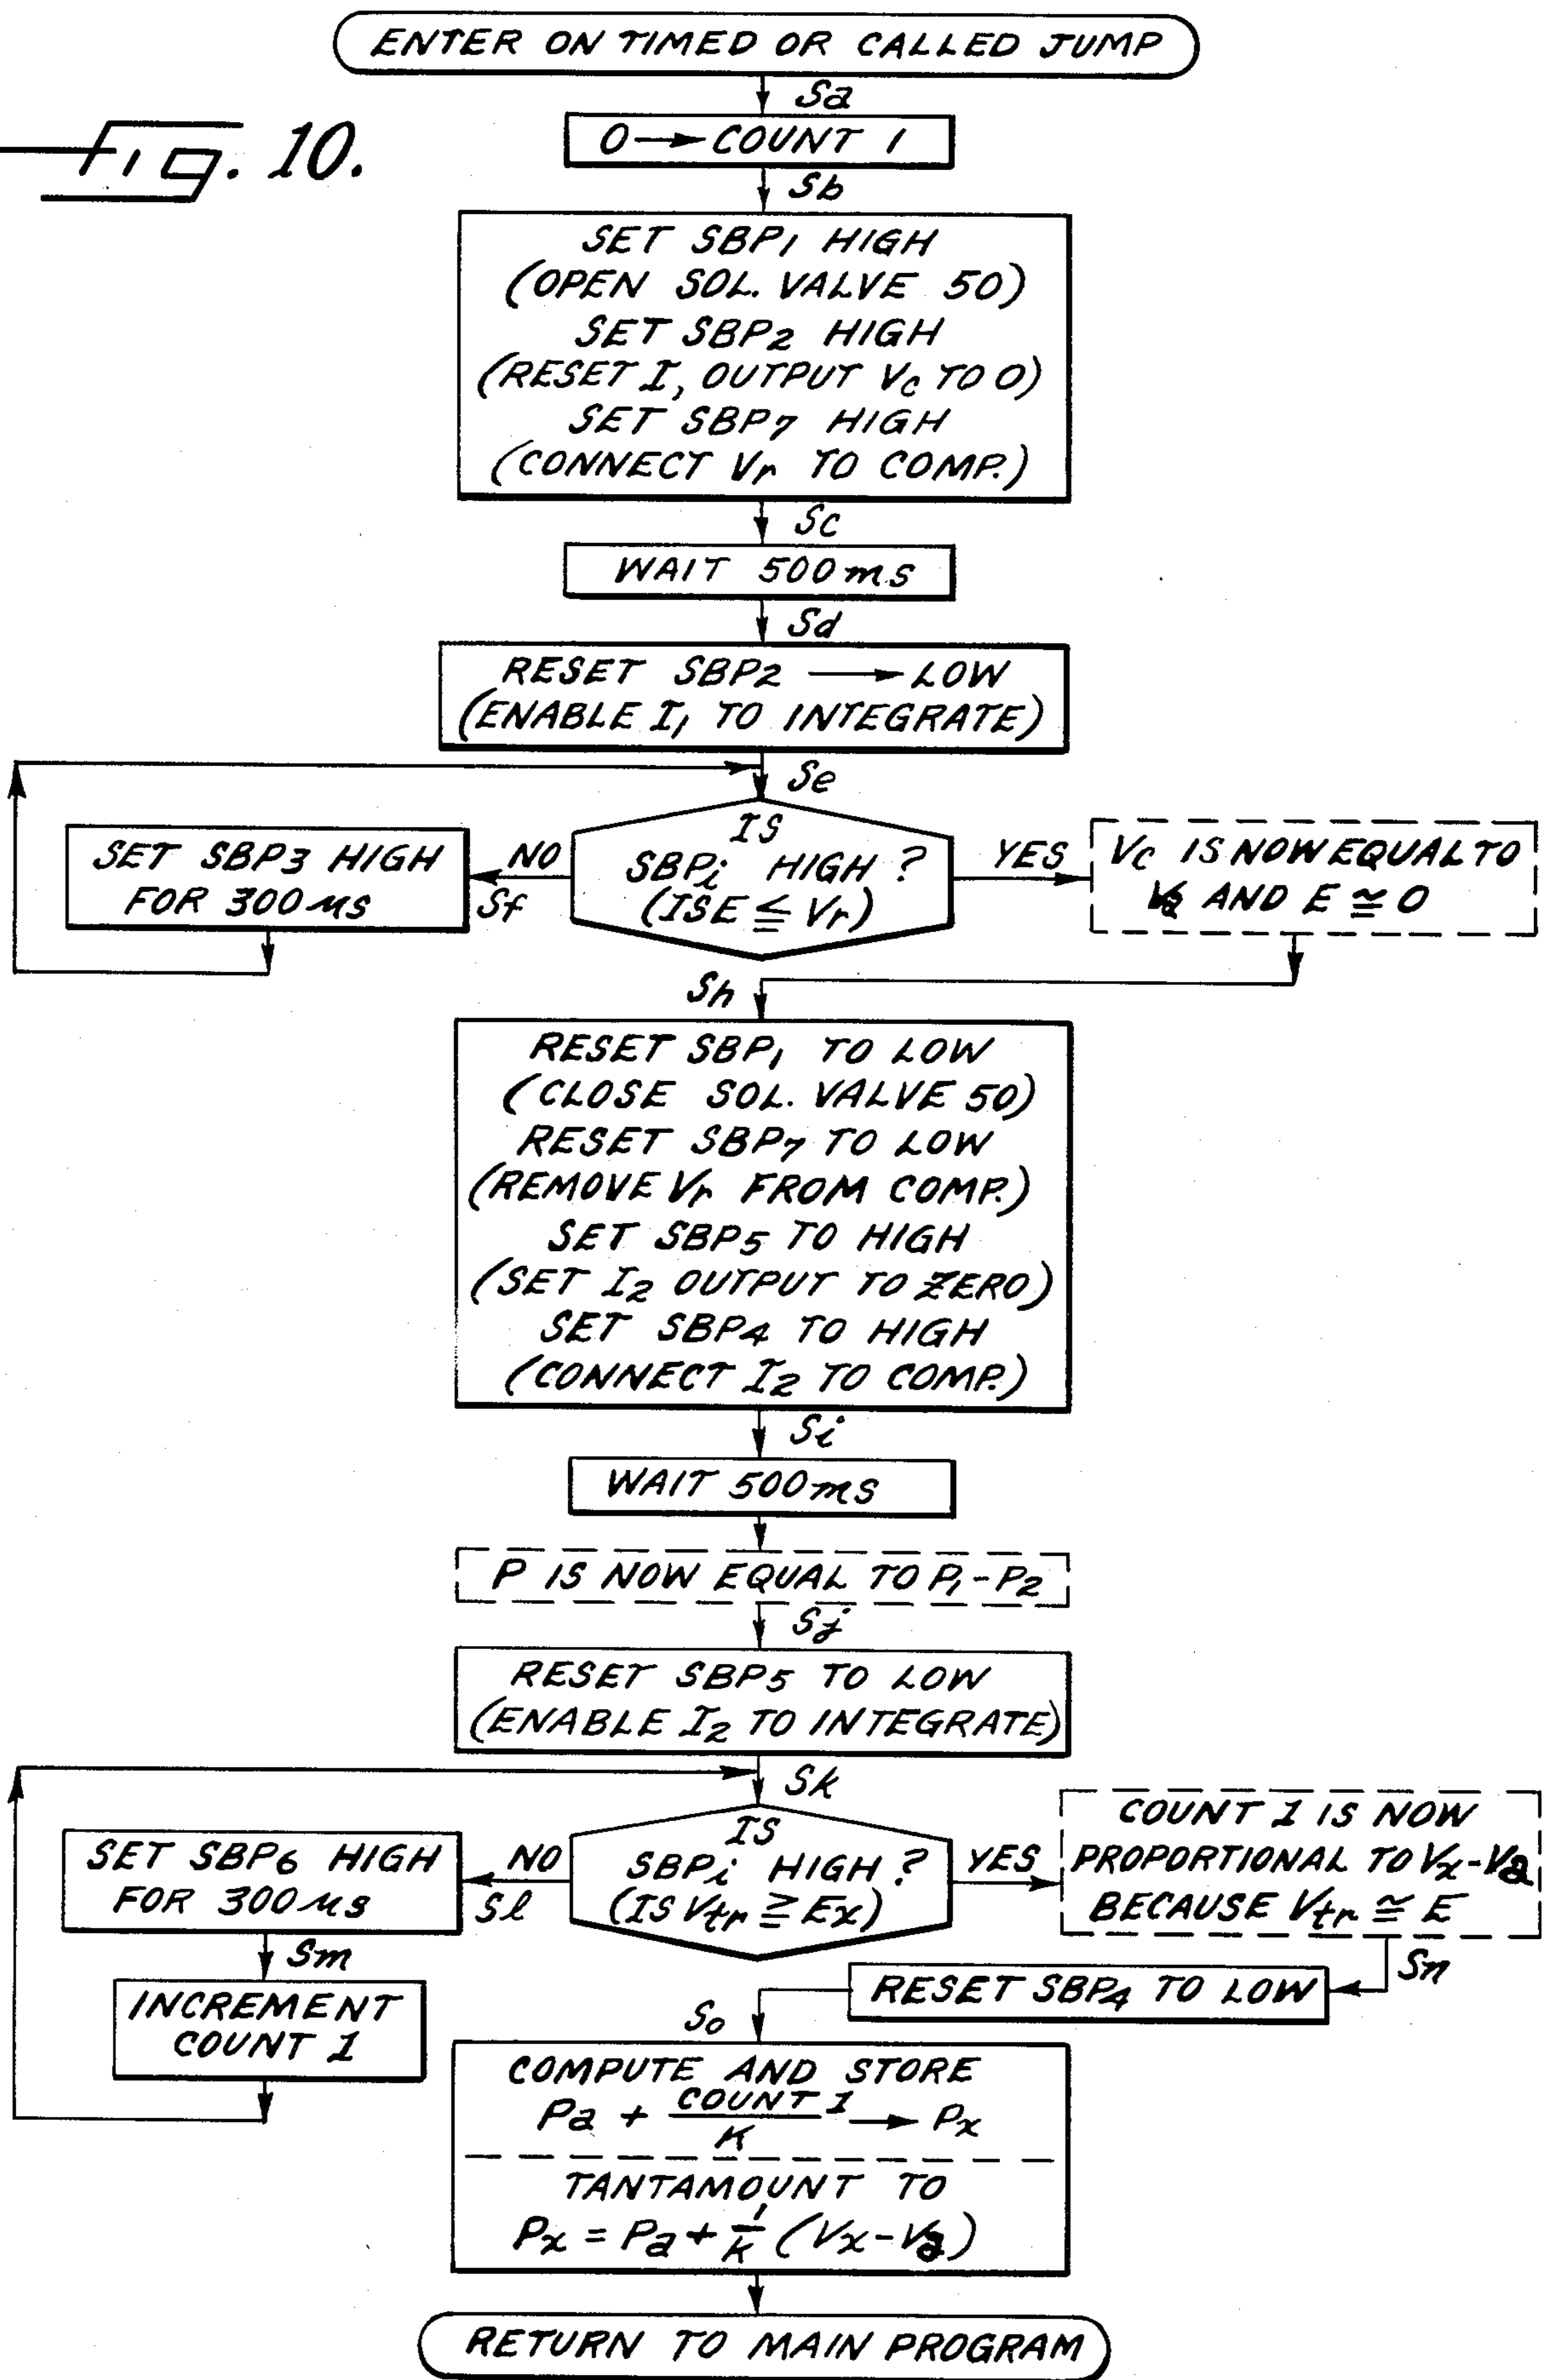 ENTER ON TIMED OR CALLED JUMP
Sa
Fig. 10.
0 → COUNT 1
Sb
SET SBP1 HIGH
(OPEN SOL. VALVE 50)
SET SBP2 HIGH
(RESET I, OUTPUT Vc TO 0)
SET SBP7 HIGH
(CONNECT Vr TO COMP.)
Sc
WAIT 500ms
Sd
RESET SBP2 → LOW
(ENABLE I1 TO INTEGRATE)
Se
IS
SBPi HIGH ?
(IS E ≦ Vr)
NO
Sf
SET SBP3 HIGH
FOR 300 μs
YES
Vc IS NOW EQUAL TO
Va AND E ≅ 0
Sh
RESET SBP1 TO LOW
(CLOSE SOL. VALVE 50)
RESET SBP7 TO LOW
(REMOVE Vr FROM COMP.)
SET SBP5 TO HIGH
(SET I2 OUTPUT TO ZERO)
SET SBP4 TO HIGH
(CONNECT I2 TO COMP.)
Si
WAIT 500ms
P IS NOW EQUAL TO P1-P2
Sj
RESET SBP5 TO LOW
(ENABLE I2 TO INTEGRATE)
Sk
IS
SBPi HIGH ?
(IS Vtr ≧ Ex)
NO
Sl
SET SBP6 HIGH
FOR 300 μs
Sm
INCREMENT
COUNT 1
YES
COUNT 1 IS NOW
PROPORTIONAL TO Vx-Va
BECAUSE Vtr ≅ E
Sn
RESET SBP4 TO LOW
So
COMPUTE AND STORE
Pa + COUNT 1/K → Px
TANTAMOUNT TO
Px = Pa + 1/k (Vx-Va)
RETURN TO MAIN PROGRAM